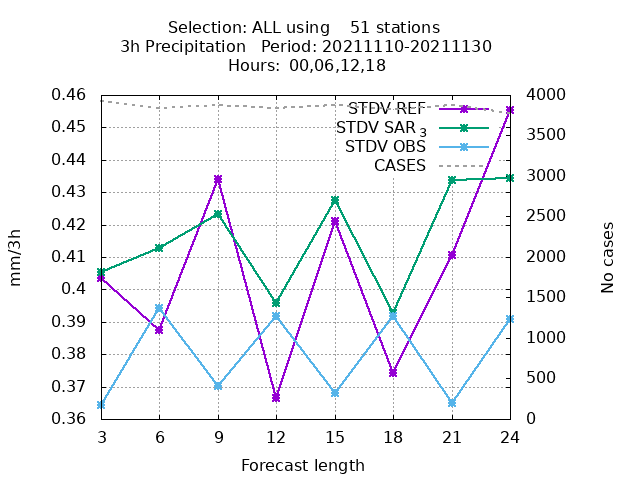 Selection: ALL using    51 stations
3h Precipitation   Period: 20211110-20211130
Hours: 00,06,12,18
0.46 4000
STDV REF
0.45 STDV SAR 3 3500
STDV OBS
0.44 CASES 3000
0.43
0.42 2500
0.41 2000
mm/3h No cases
0.4 1500
0.39
0.38 1000
0.37 500
0.36 0
3 6 9 12 15 18 21 24
Forecast length